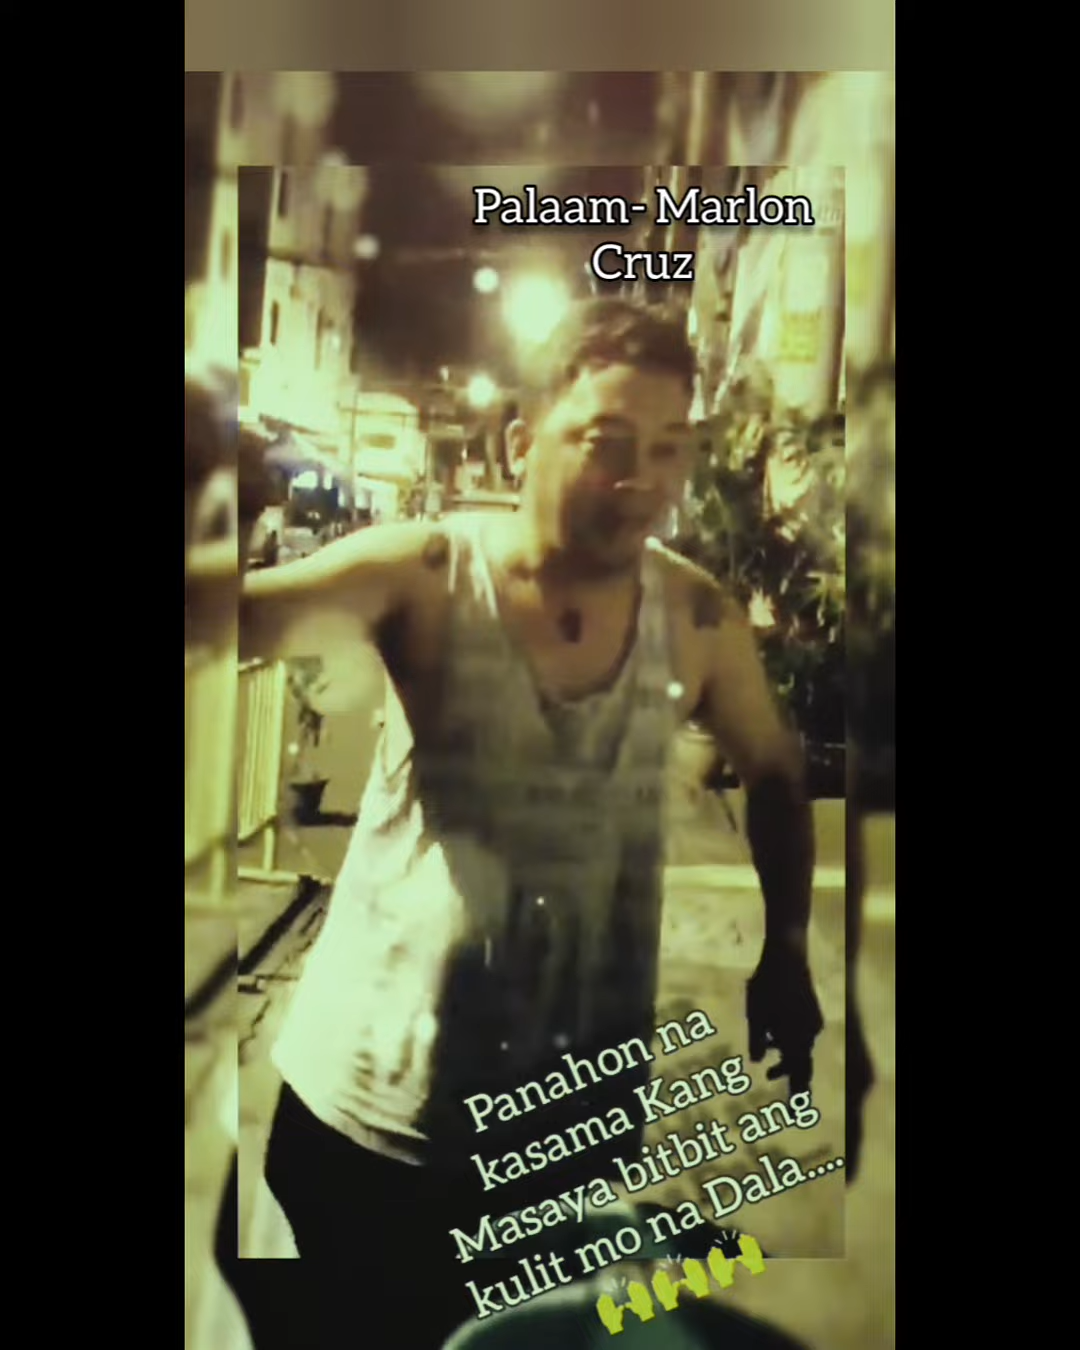 Palaam- Marlon
Cruz
Panahon na
kasama Kang
Masaya bitbit ang
kulit mo na Dala....
🙌🙌🙌